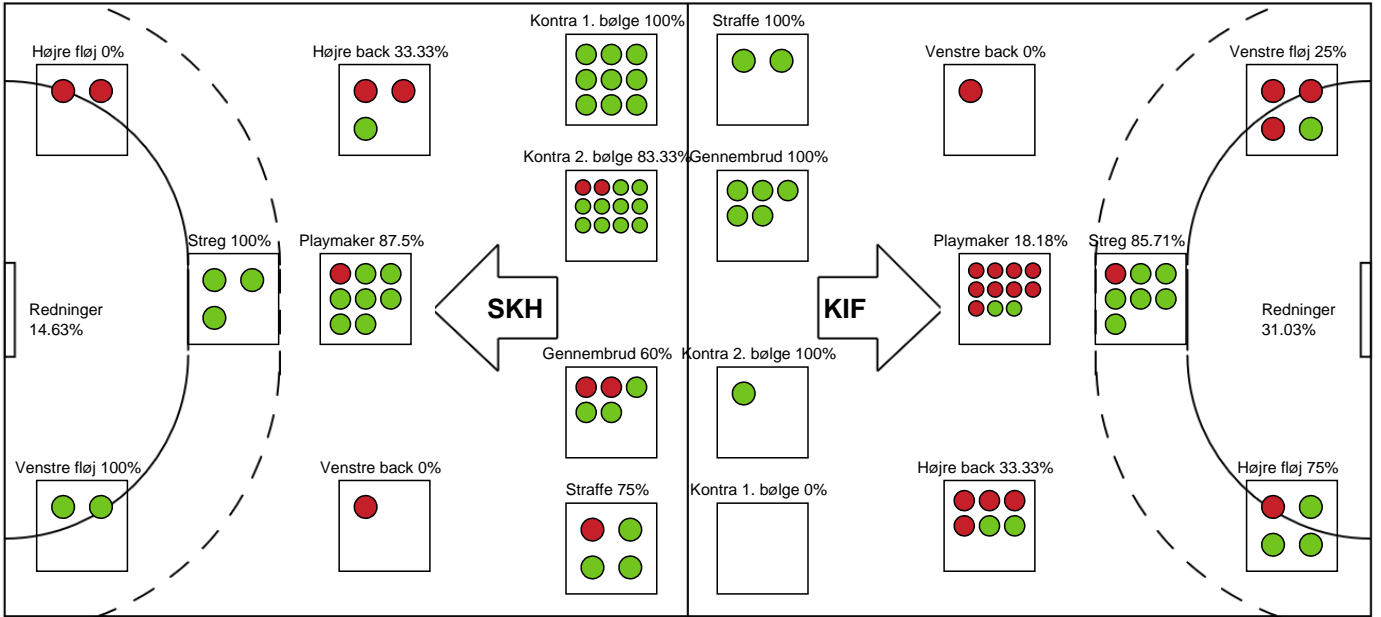 Kontra 1. bølge 100%
Straffe 100%
Højre fløj 0%
Højre back 33.33%
Venstre back 0%
Venstre fløj 25%
Kontra 2. bølge 83.33%
Gennembrud 100%
Streg 100%
Playmaker 87.5%
Playmaker 18.18%
Streg 85.71%
Redninger
14.63%
SKH
KIF
Redninger
31.03%
Gennembrud 60%
Kontra 2. bølge 100%
Venstre fløj 100%
Venstre back 0%
Straffe 75%
Kontra 1. bølge 0%
Højre back 33.33%
Højre fløj 75%